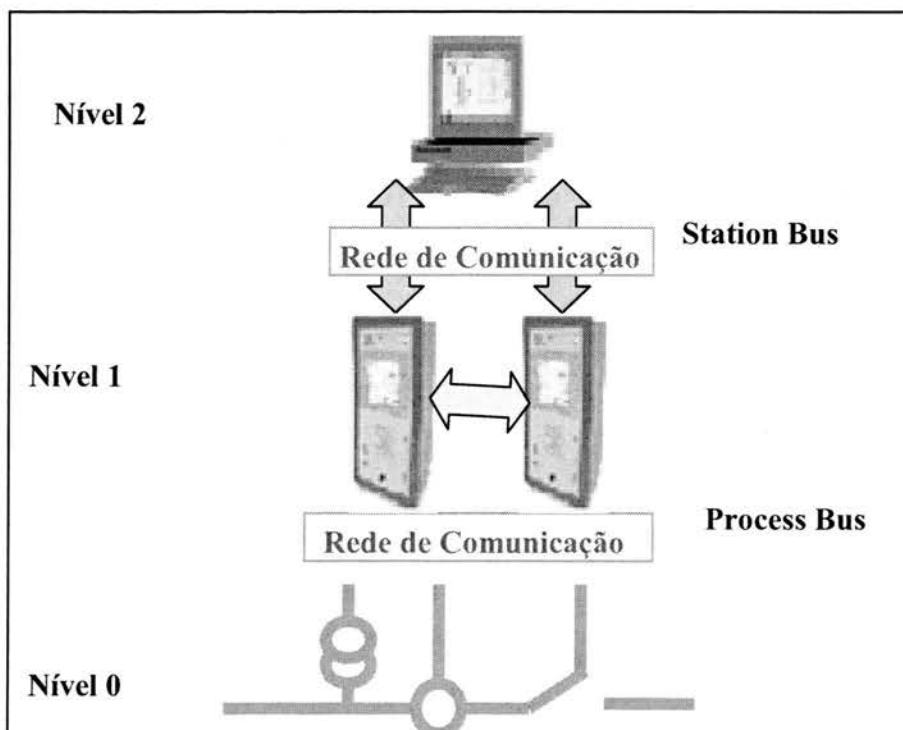 Nível 2
Station Bus
Rede de Comunicação
Nível 1
Process Bus
Rede de Comunicação
Nível 0